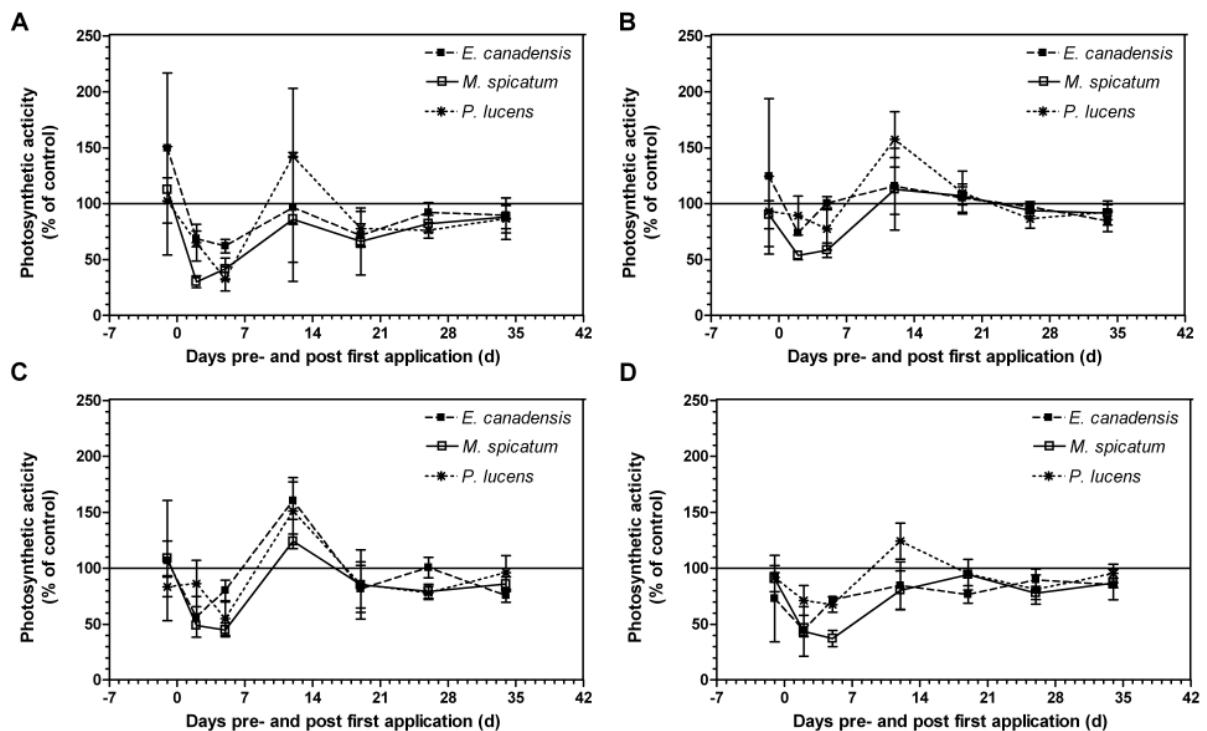 A
Photosynthetic acticity
(% of control)
250
200
150
100
50
0
E. canadensis
M. spicatum
P. lucens
-7 0 7 14 21 28 35 42
Days pre- and post first application (d)
B
Photosynthetic acticity
(% of control)
250
200
150
100
50
0
E. canadensis
M. spicatum
P. lucens
-7 0 7 14 21 28 35 42
Days pre- and post first application (d)
C
Photosynthetic acticity
(% of control)
250
200
150
100
50
0
E. canadensis
M. spicatum
P. lucens
-7 0 7 14 21 28 35 42
Days pre- and post first application (d)
D
Photosynthetic acticity
(% of control)
250
200
150
100
50
0
E. canadensis
M. spicatum
P. lucens
-7 0 7 14 21 28 35 42
Days pre- and post first application (d)